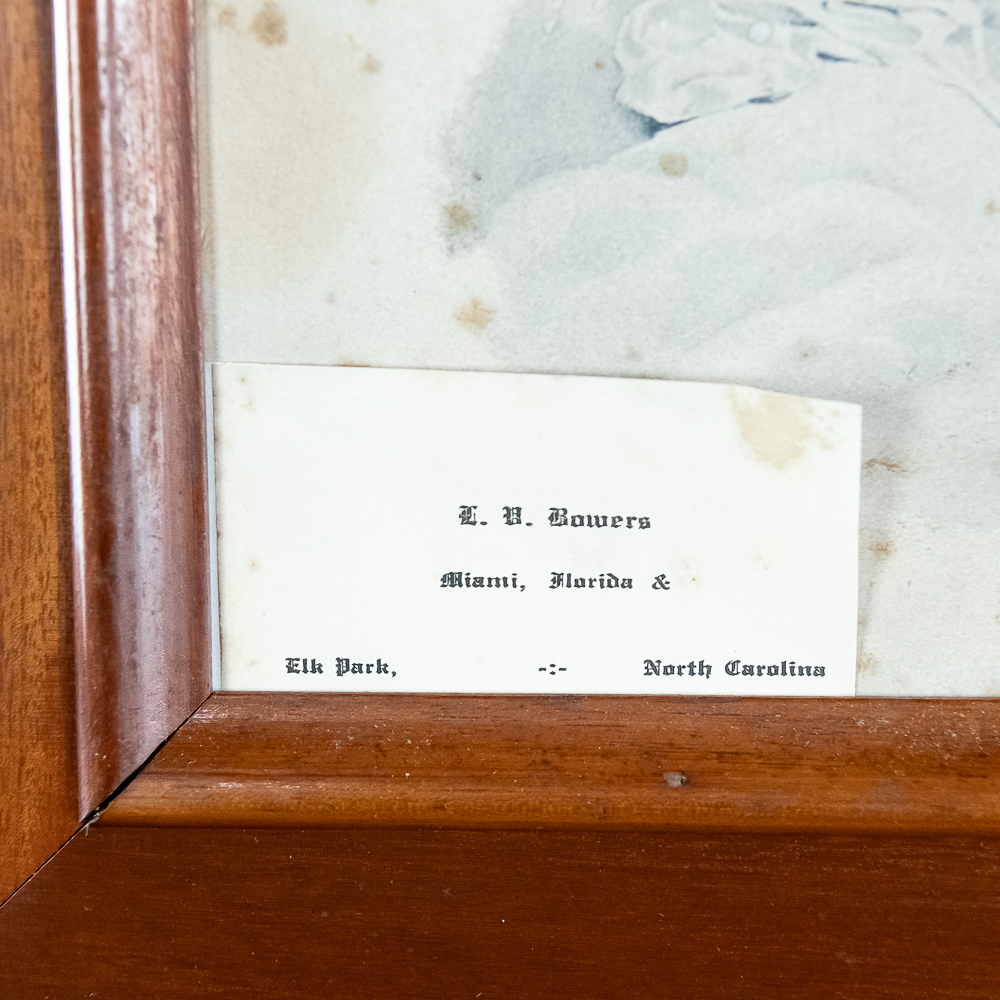 L. V. Bowers
Miami, Florida &
Elk Park, -:- North Carolina